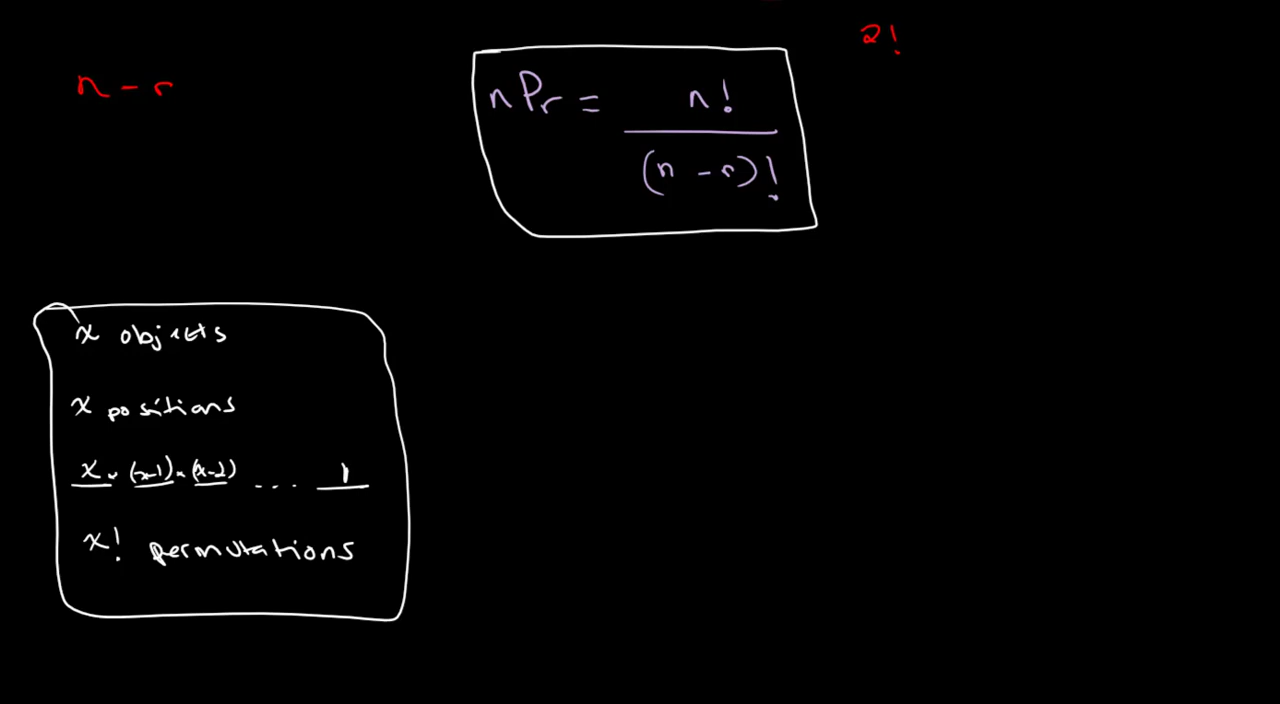 2!
n - r
nPr = n! / (n - r)!
x objects
x positions
x × (x-1) × (x-2) ... 1
x! permutations